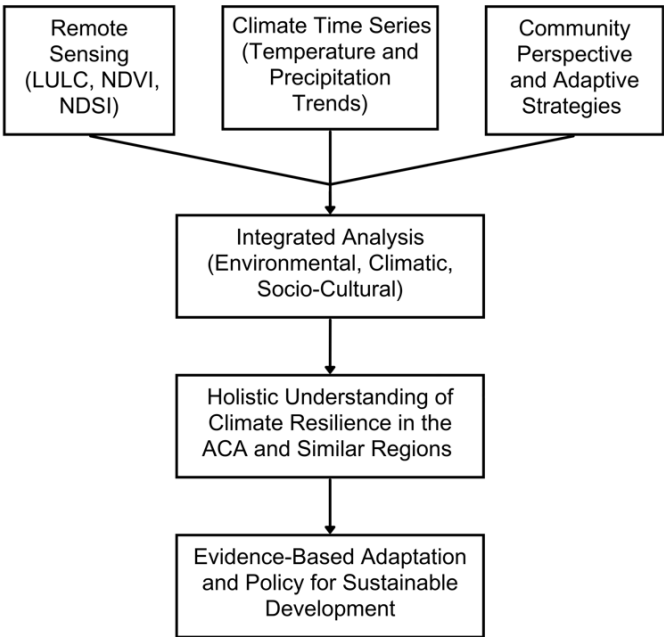 Remote
Sensing
(LULC, NDVI,
NDSI)
Climate Time Series
(Temperature and
Precipitation
Trends)
Community
Perspective
and Adaptive
Strategies
Integrated Analysis
(Environmental, Climatic,
Socio-Cultural)
Holistic Understanding of
Climate Resilience in the
ACA and Similar Regions
Evidence-Based Adaptation
and Policy for Sustainable
Development